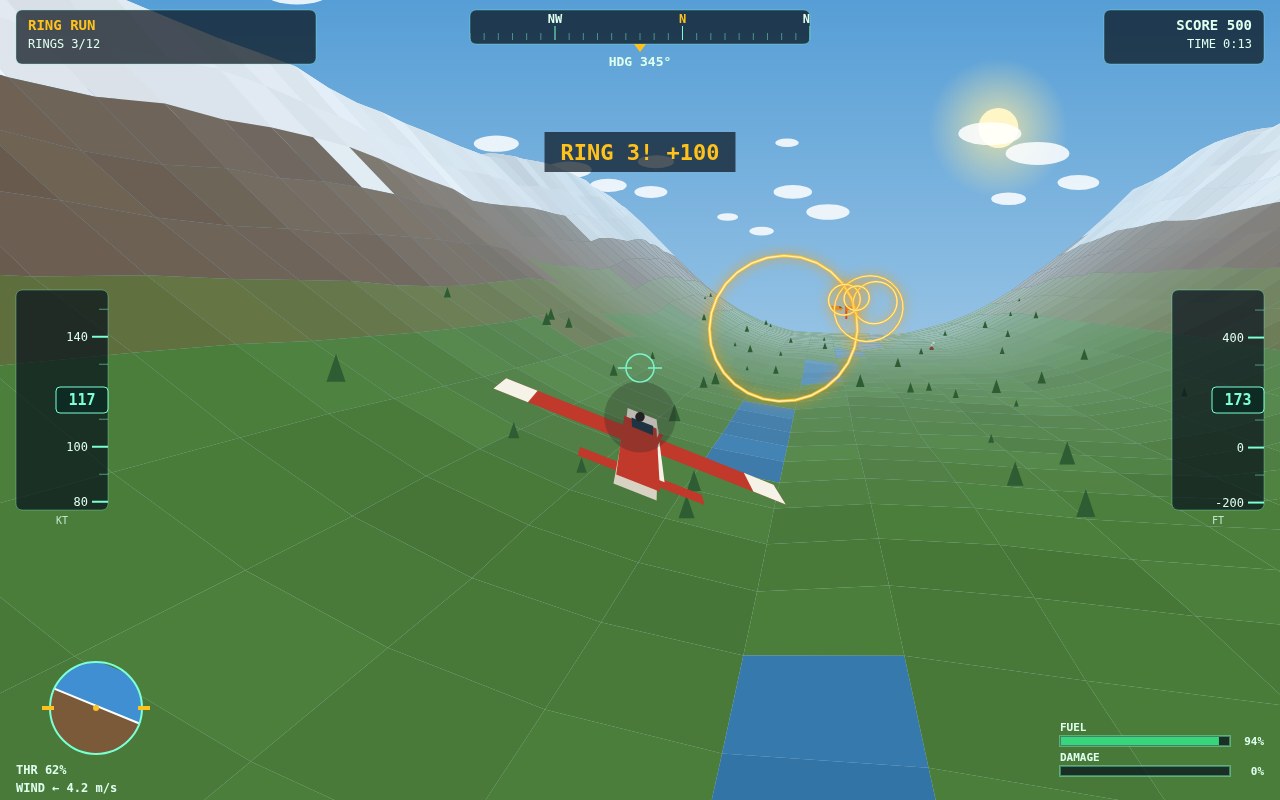 RING RUN
RINGS 3/12
NW N N
HDG 345°
SCORE 500
TIME 0:13
RING 3! +100
140
117
100
80
KT
400
173
0
-200
FT
THR 62%
WIND ← 4.2 m/s
FUEL
94%
DAMAGE
0%